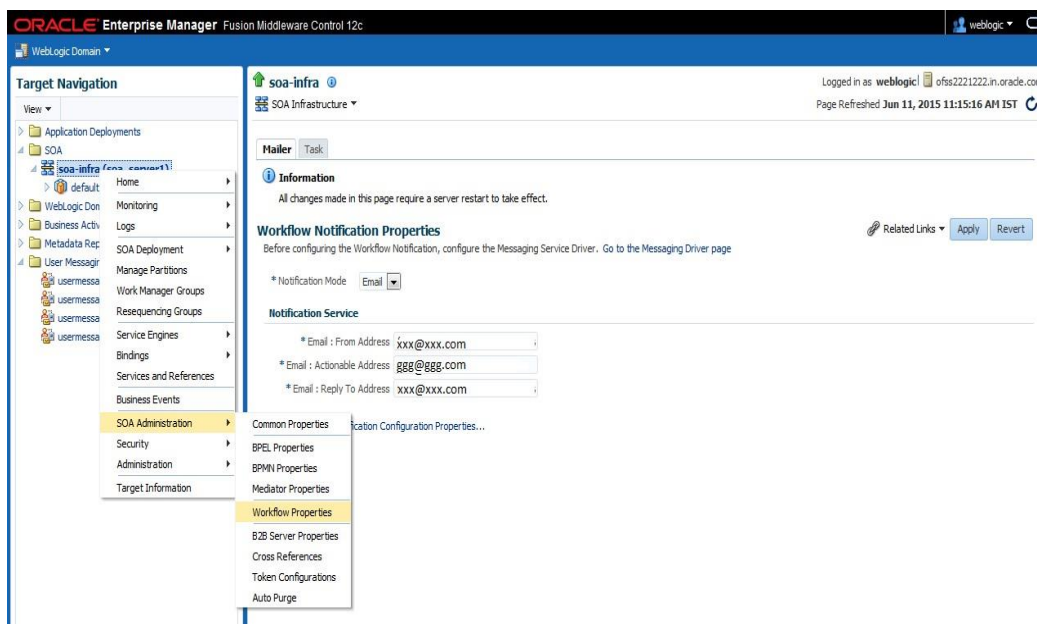 ORACLE Enterprise Manager Fusion Middleware Control 12c
weblogic
WebLogic Domain
Target Navigation
View
Application Deployments
SOA
soa-infra (soa_server1)
default
WebLogic Don
Business Activ
Metadata Rep
User Messagin
usermessa
usermessa
usermessa
usermessa
Home
Monitoring
Logs
SOA Deployment
Manage Partitions
Work Manager Groups
Resequencing Groups
Service Engines
Bindings
Services and References
Business Events
SOA Administration
Security
Administration
Target Information
Common Properties
BPEL Properties
BPMN Properties
Mediator Properties
Workflow Properties
B2B Server Properties
Cross References
Token Configurations
Auto Purge
soa-infra
SOA Infrastructure
Logged in as weblogic ofss2221222.in.oracle.co
Page Refreshed Jun 11, 2015 11:15:16 AM IST
Mailer Task
Information
All changes made in this page require a server restart to take effect.
Workflow Notification Properties
Related Links Apply Revert
Before configuring the Workflow Notification, configure the Messaging Service Driver. Go to the Messaging Driver page
* Notification Mode Email
Notification Service
* Email : From Address xxx@xxx.com
* Email : Actionable Address ggg@ggg.com
* Email : Reply To Address xxx@xxx.com
ification Configuration Properties...